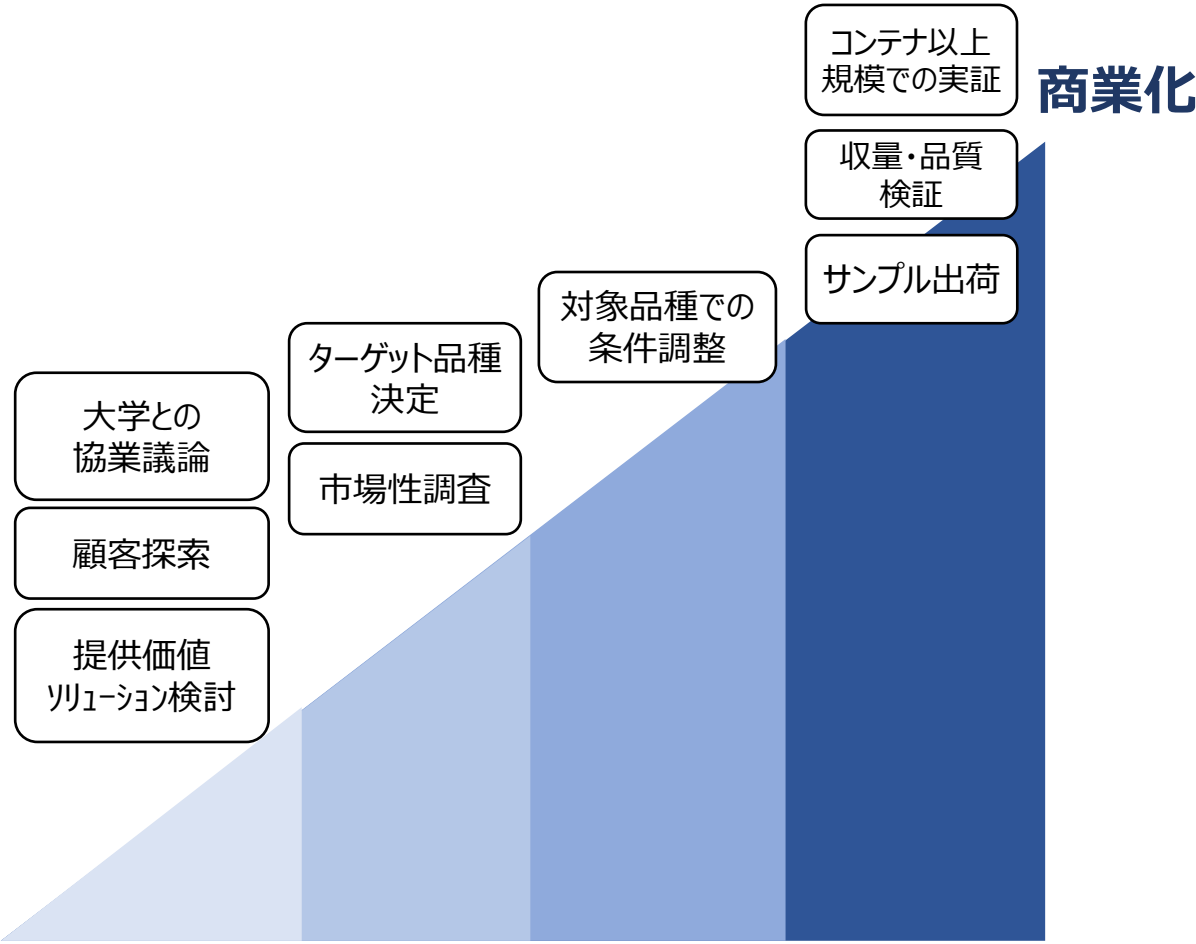 大学との
協業議論
顧客探索
提供価値
ソリューション検討
ターゲット品種
決定
市場性調査
対象品種での
条件調整
コンテナ以上
規模での実証
収量・品質
検証
サンプル出荷
商業化